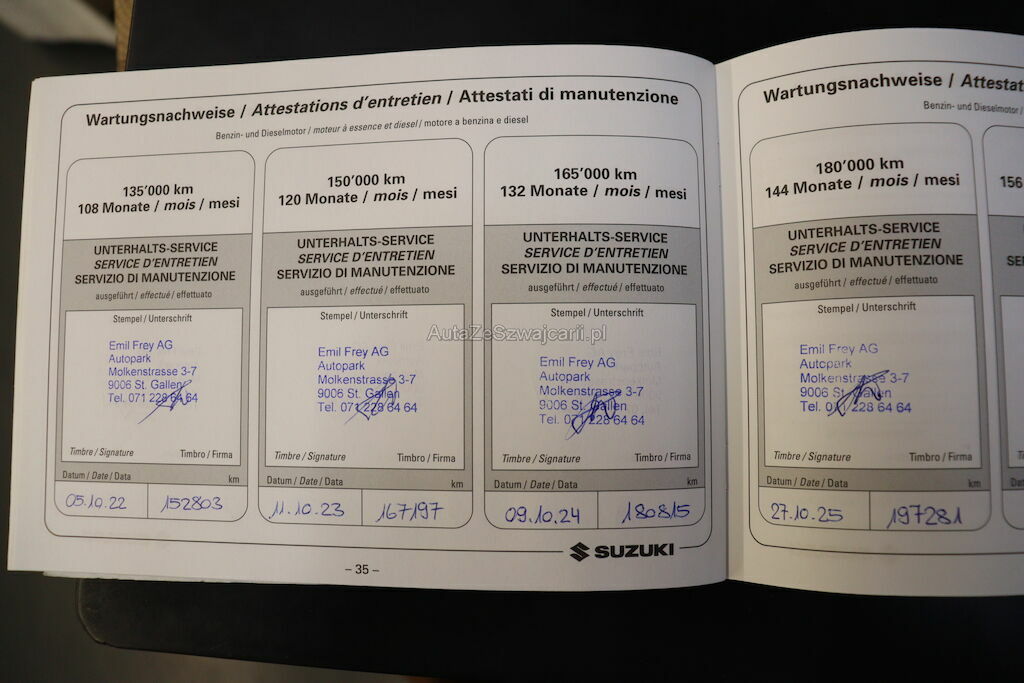 Wartungsnachweise / Attestations d'entretien / Attestati di manutenzione
Benzin- und Dieselmotor / moteur à essence et diesel / motore a benzina e diesel
135'000 km
108 Monate / mois / mesi
UNTERHALTS-SERVICE
SERVICE D'ENTRETIEN
SERVIZIO DI MANUTENZIONE
ausgeführt / effectué / effettuato
Stempel / Unterschrift
Emil Frey AG
Autopark
Molkenstrasse 3-7
9006 St. Gallen
Tel. 071 228 64 64
Timbre / Signature Timbro / Firma
Datum / Date / Data km
05.10.22 152803
150'000 km
120 Monate / mois / mesi
UNTERHALTS-SERVICE
SERVICE D'ENTRETIEN
SERVIZIO DI MANUTENZIONE
ausgeführt / effectué / effettuato
Stempel / Unterschrift
Emil Frey AG
Autopark
Molkenstrasse 3-7
9006 St. Gallen
Tel. 071 228 64 64
Timbre / Signature Timbro / Firma
Datum / Date / Data km
11.10.23 167197
165'000 km
132 Monate / mois / mesi
UNTERHALTS-SERVICE
SERVICE D'ENTRETIEN
SERVIZIO DI MANUTENZIONE
ausgeführt / effectué / effettuato
Stempel / Unterschrift
Emil Frey AG
Autopark
Molkenstrasse 3-7
9006 St. Gallen
Tel. 071 228 64 64
Timbre / Signature Timbro / Firma
Datum / Date / Data km
09.10.24 180815
SUZUKI
– 35 –
AutaZeSzwajcarii.pl
Wartungsnachweise / Attestat
Benzin- und Dieselmotor /
180'000 km
144 Monate / mois / mesi
UNTERHALTS-SERVICE
SERVICE D'ENTRETIEN
SERVIZIO DI MANUTENZIONE
ausgeführt / effectué / effettuato
Stempel / Unterschrift
Emil Frey AG
Autopark
Molkenstrasse 3-7
9006 St. Gallen
Tel. 071 228 64 64
Timbre / Signature Timbro / Firma
Datum / Date / Data km
27.10.25 197281
156